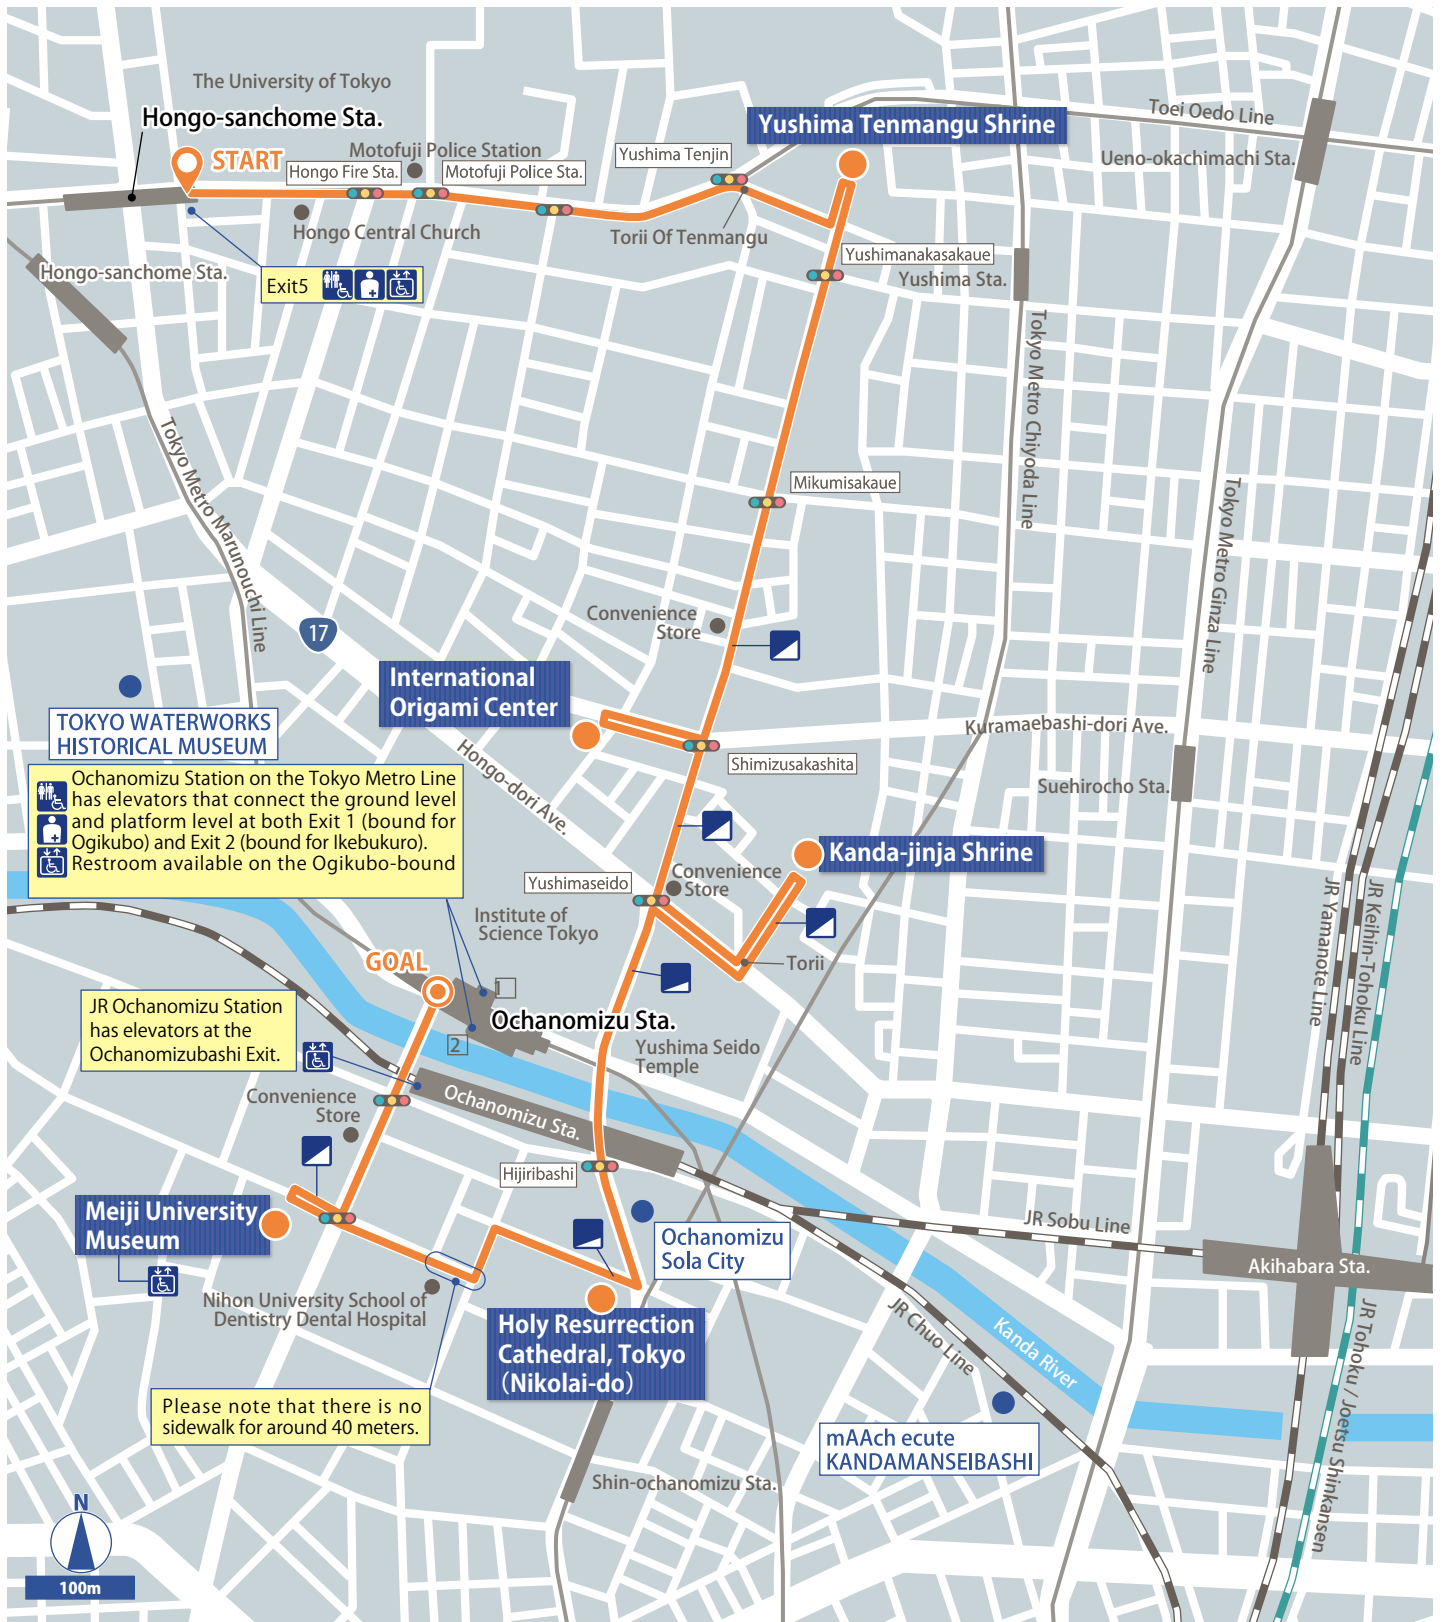 The University of Tokyo
Hongo-sanchome Sta.
START
Motofuji Police Station
Hongo Fire Sta.
Motofuji Police Sta.
Yushima Tenjin
Yushima Tenmangu Shrine
Toei Oedo Line
Ueno-okachimachi Sta.
Hongo Central Church
Torii Of Tenmangu
Yushimanakasakaue
Yushima Sta.
Hongo-sanchome Sta.
Exit5
Tokyo Metro Chiyoda Line
Tokyo Metro Marunouchi Line
Mikumisakaue
Tokyo Metro Ginza Line
Convenience
Store
17
International
Origami Center
TOKYO WATERWORKS
HISTORICAL MUSEUM
Hongo-dori Ave.
Kuramaebashi-dori Ave.
Shimizusakashita
Suehirocho Sta.
Ochanomizu Station on the Tokyo Metro Line
has elevators that connect the ground level
and platform level at both Exit 1 (bound for
Ogikubo) and Exit 2 (bound for Ikebukuro).
Restroom available on the Ogikubo-bound
Kanda-jinja Shrine
Convenience
Store
Yushimaseido
Institute of
Science Tokyo
JR Yamanote Line
JR Keihin-Tohoku Line
GOAL
Torii
1
JR Ochanomizu Station
has elevators at the
Ochanomizubashi Exit.
Ochanomizu Sta.
2
Yushima Seido
Temple
Convenience
Store
Ochanomizu Sta.
Hijiribashi
Meiji University
Museum
Ochanomizu
Sola City
JR Sobu Line
Akihabara Sta.
Nihon University School of
Dentistry Dental Hospital
Holy Resurrection
Cathedral, Tokyo
(Nikolai-do)
JR Chuo Line
Kanda River
JR Tohoku / Joetsu Shinkansen
Please note that there is no
sidewalk for around 40 meters.
mAAch ecute
KANDAMANSEIBASHI
Shin-ochanomizu Sta.
N
100m